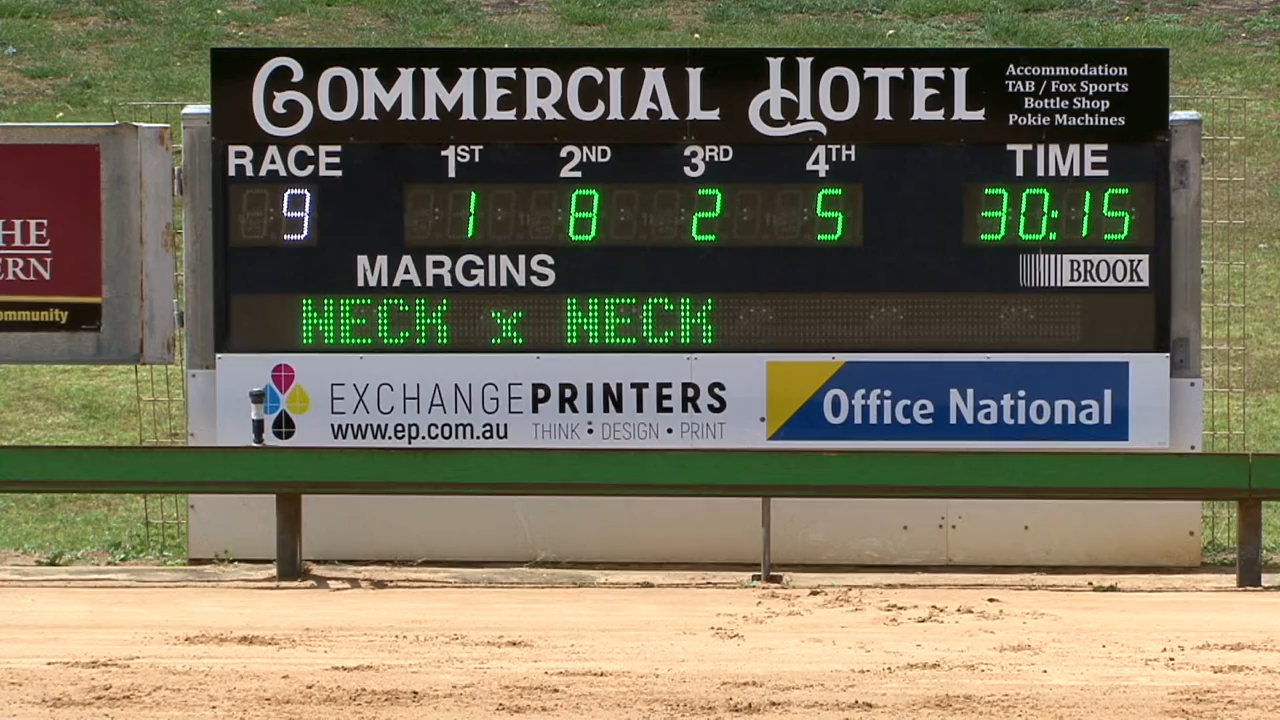 COMMERCIAL HOTEL
Accommodation
TAB / Fox Sports
Bottle Shop
Pokie Machines
RACE 1ST 2ND 3RD 4TH TIME
9 1 8 2 5 30:15
MARGINS
BROOK
NECK x NECK
HE
ERN
ommunity
EXCHANGEPRINTERS
www.ep.com.au THINK • DESIGN • PRINT
Office National